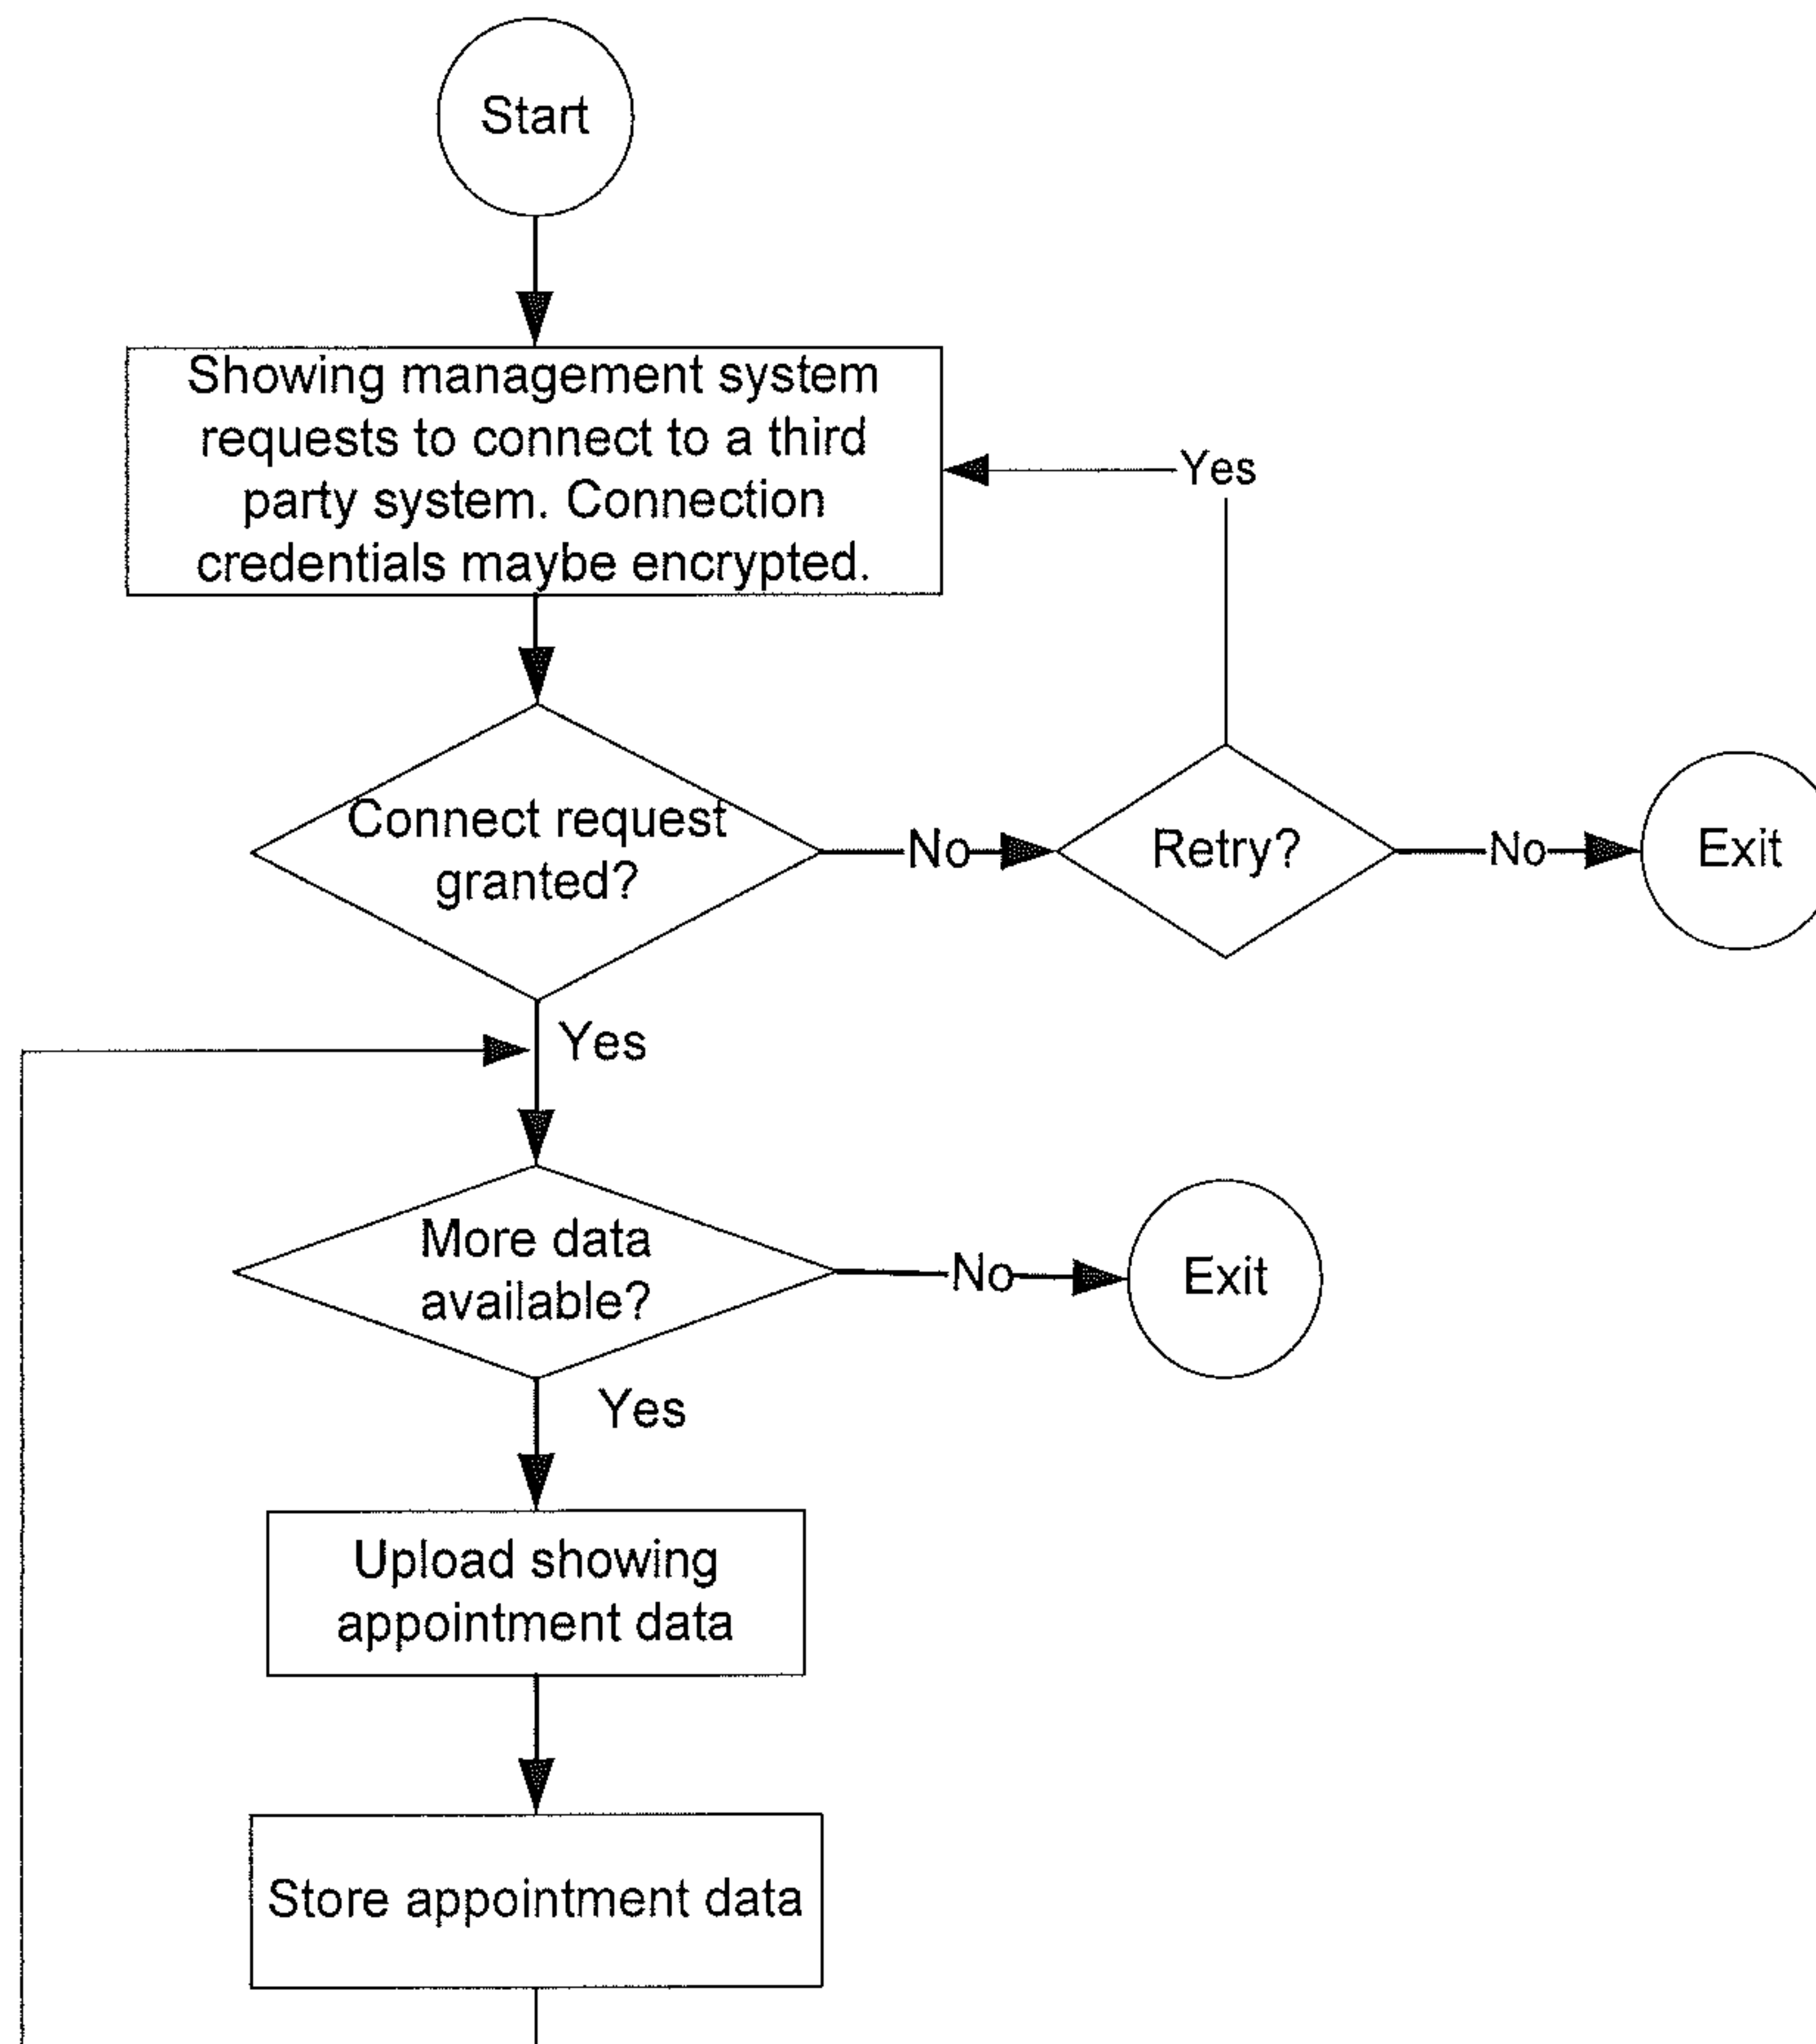 Start
Showing management system
requests to connect to a third
party system. Connection
credentials maybe encrypted.
Yes
Connect request
granted?
No
Retry?
No
Exit
Yes
More data
available?
No
Exit
Yes
Upload showing
appointment data
Store appointment data